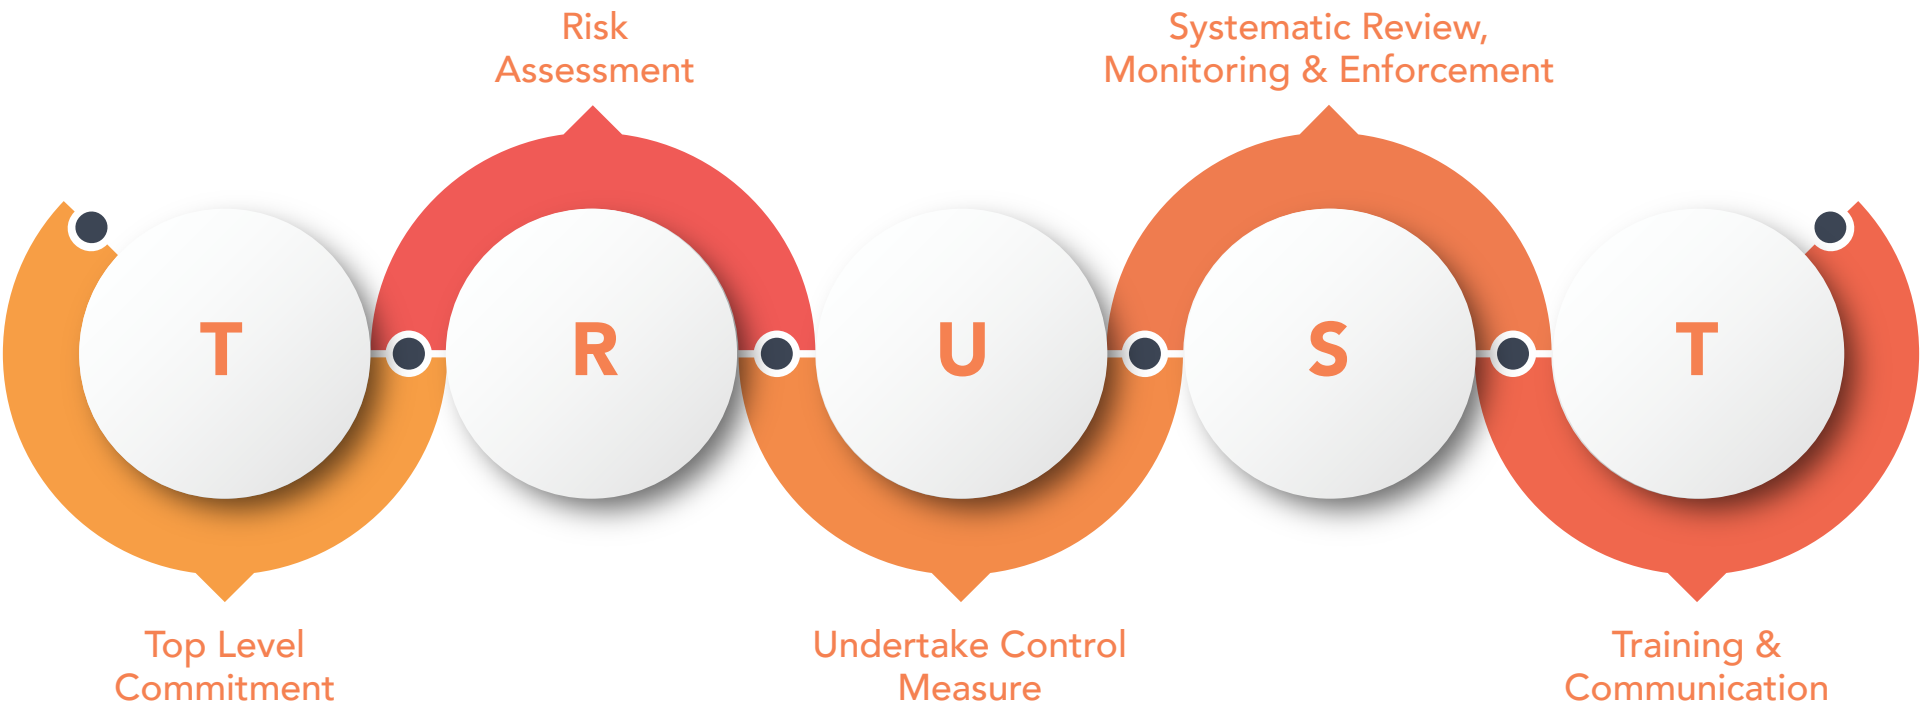 Risk
Assessment
Systematic Review,
Monitoring & Enforcement
T
R
U
S
T
Top Level
Commitment
Undertake Control
Measure
Training &
Communication